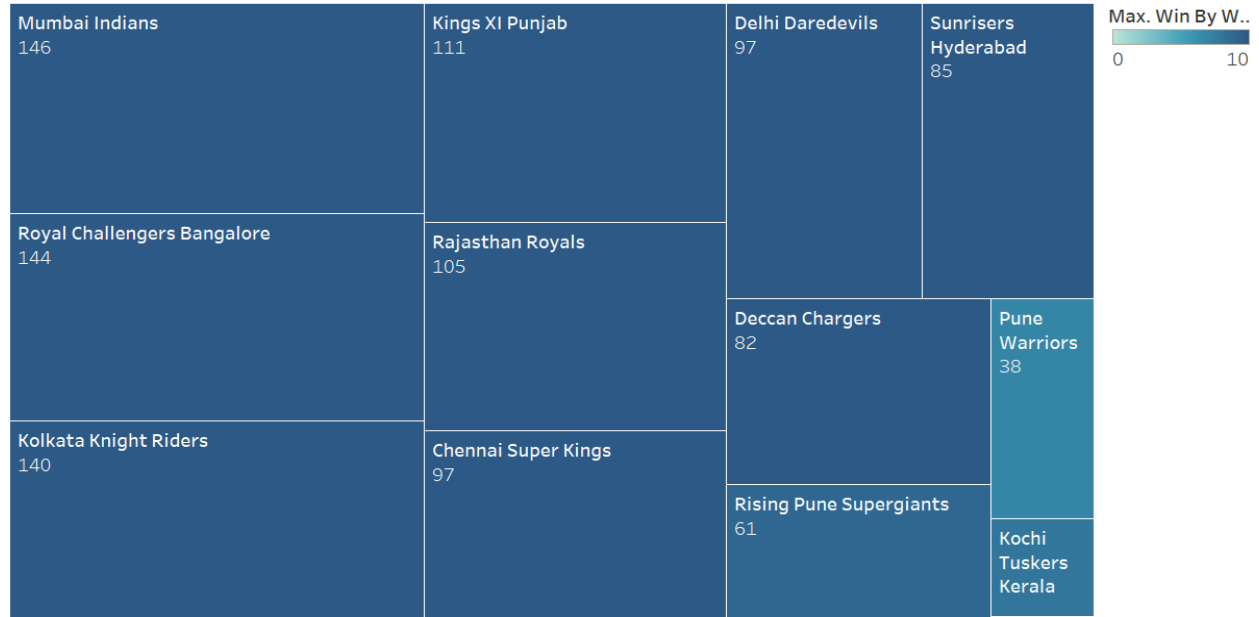 Mumbai Indians
146
Royal Challengers Bangalore
144
Kolkata Knight Riders
140
Kings XI Punjab
111
Rajasthan Royals
105
Chennai Super Kings
97
Delhi Daredevils
97
Sunrisers
Hyderabad
85
Deccan Chargers
82
Rising Pune Supergiants
61
Pune
Warriors
38
Kochi
Tuskers
Kerala
Max. Win By W..
0 10